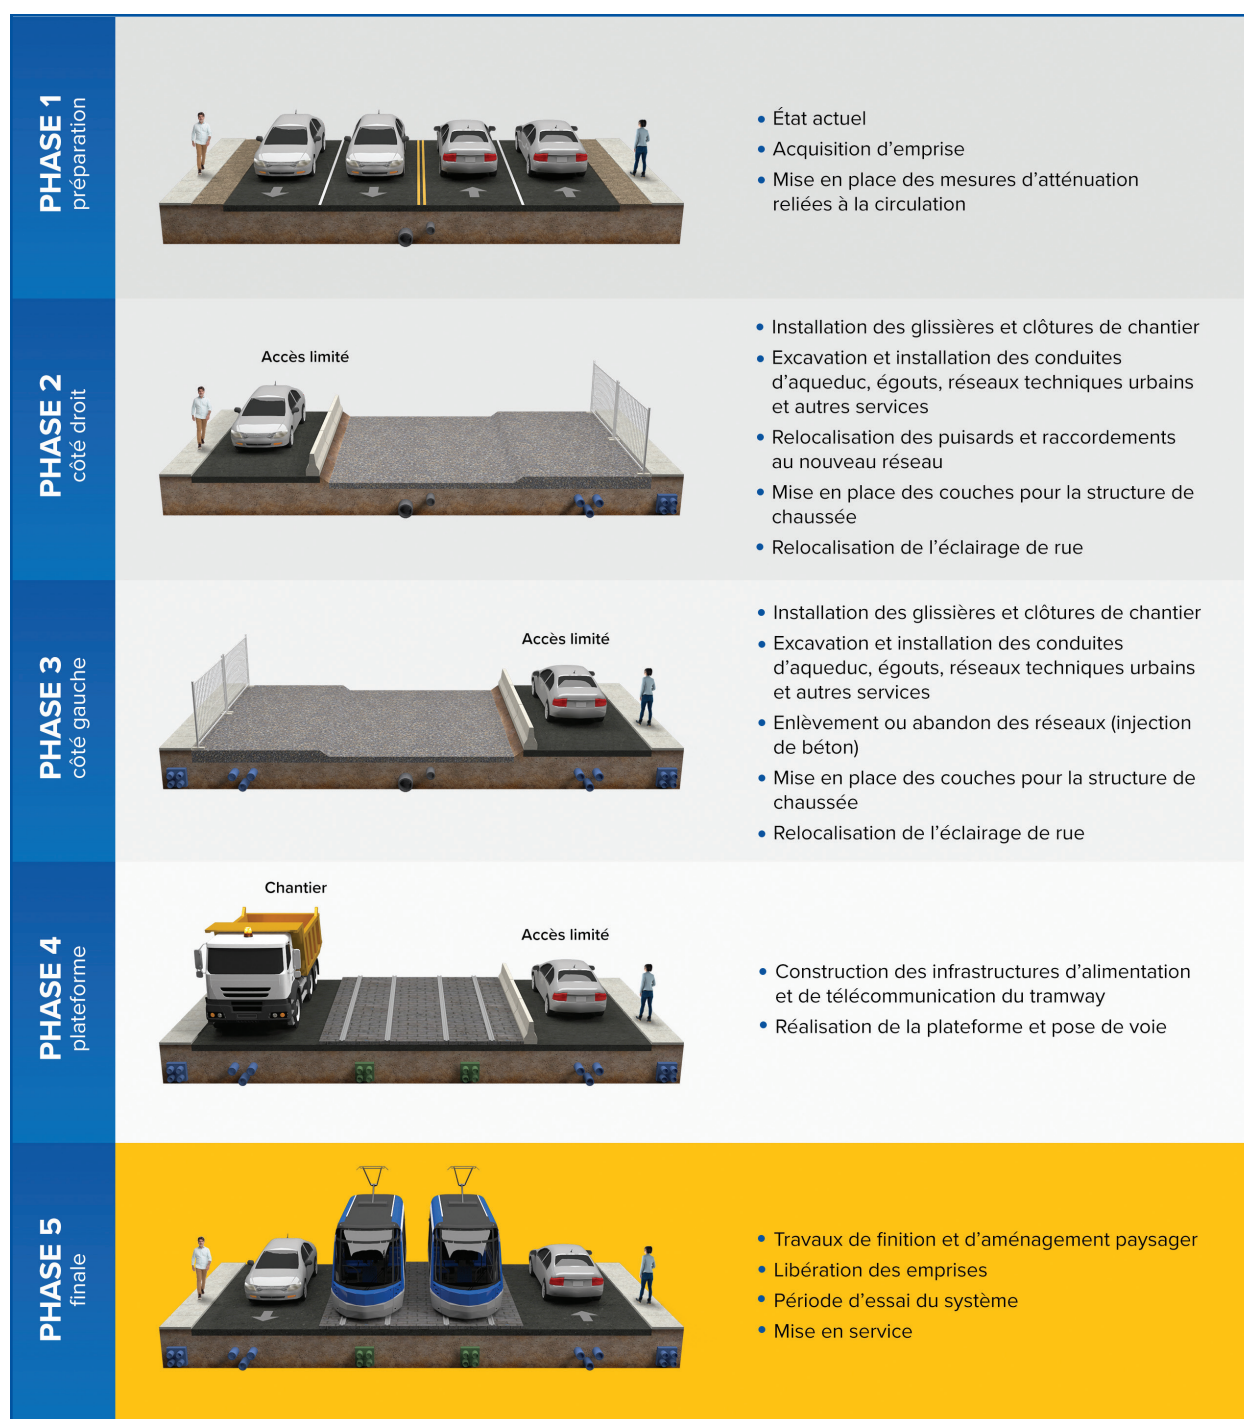 PHASE 1
préparation
• État actuel
• Acquisition d’emprise
• Mise en place des mesures d’atténuation
reliées à la circulation
PHASE 2
côté droit
Accès limité
• Installation des glissières et clôtures de chantier
• Excavation et installation des conduites
d’aqueduc, égouts, réseaux techniques urbains
et autres services
• Relocalisation des puisards et raccordements
au nouveau réseau
• Mise en place des couches pour la structure de
chaussée
• Relocalisation de l’éclairage de rue
PHASE 3
côté gauche
Accès limité
• Installation des glissières et clôtures de chantier
• Excavation et installation des conduites
d’aqueduc, égouts, réseaux techniques urbains
et autres services
• Enlèvement ou abandon des réseaux (injection
de béton)
• Mise en place des couches pour la structure de
chaussée
• Relocalisation de l’éclairage de rue
PHASE 4
plateforme
Chantier
Accès limité
• Construction des infrastructures d’alimentation
et de télécommunication du tramway
• Réalisation de la plateforme et pose de voie
PHASE 5
finale
• Travaux de finition et d’aménagement paysager
• Libération des emprises
• Période d’essai du système
• Mise en service